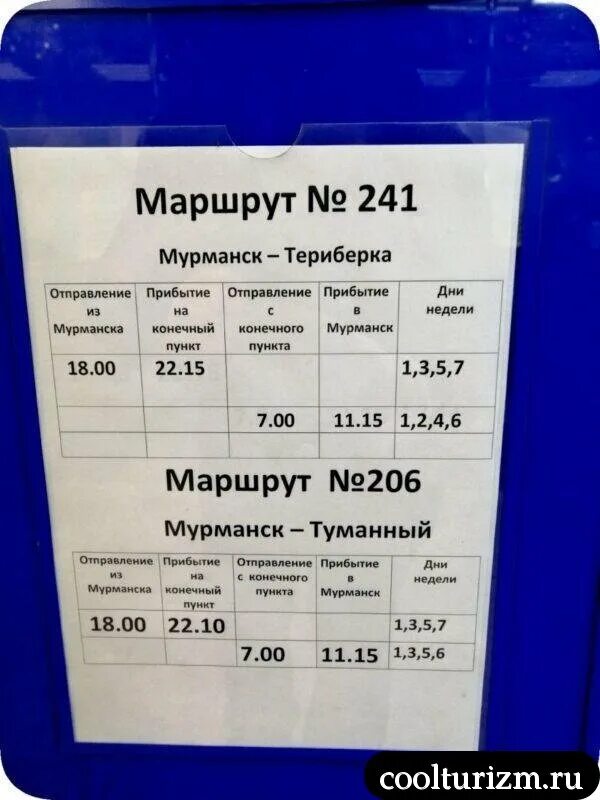 Маршрут № 241
Мурманск – Териберка
Отправление из Мурманска | Прибытие на конечный пункт | Отправление с конечного пункта | Прибытие в Мурманск | Дни недели
18.00 | 22.15 | | | 1,3,5,7
| | 7.00 | 11.15 | 1,2,4,6
Маршрут №206
Мурманск – Туманный
Отправление из Мурманска | Прибытие на конечный пункт | Отправление с конечного пункта | Прибытие в Мурманск | Дни недели
18.00 | 22.10 | | | 1,3,5,7
| | 7.00 | 11.15 | 1,3,5,6
coolturizm.ru